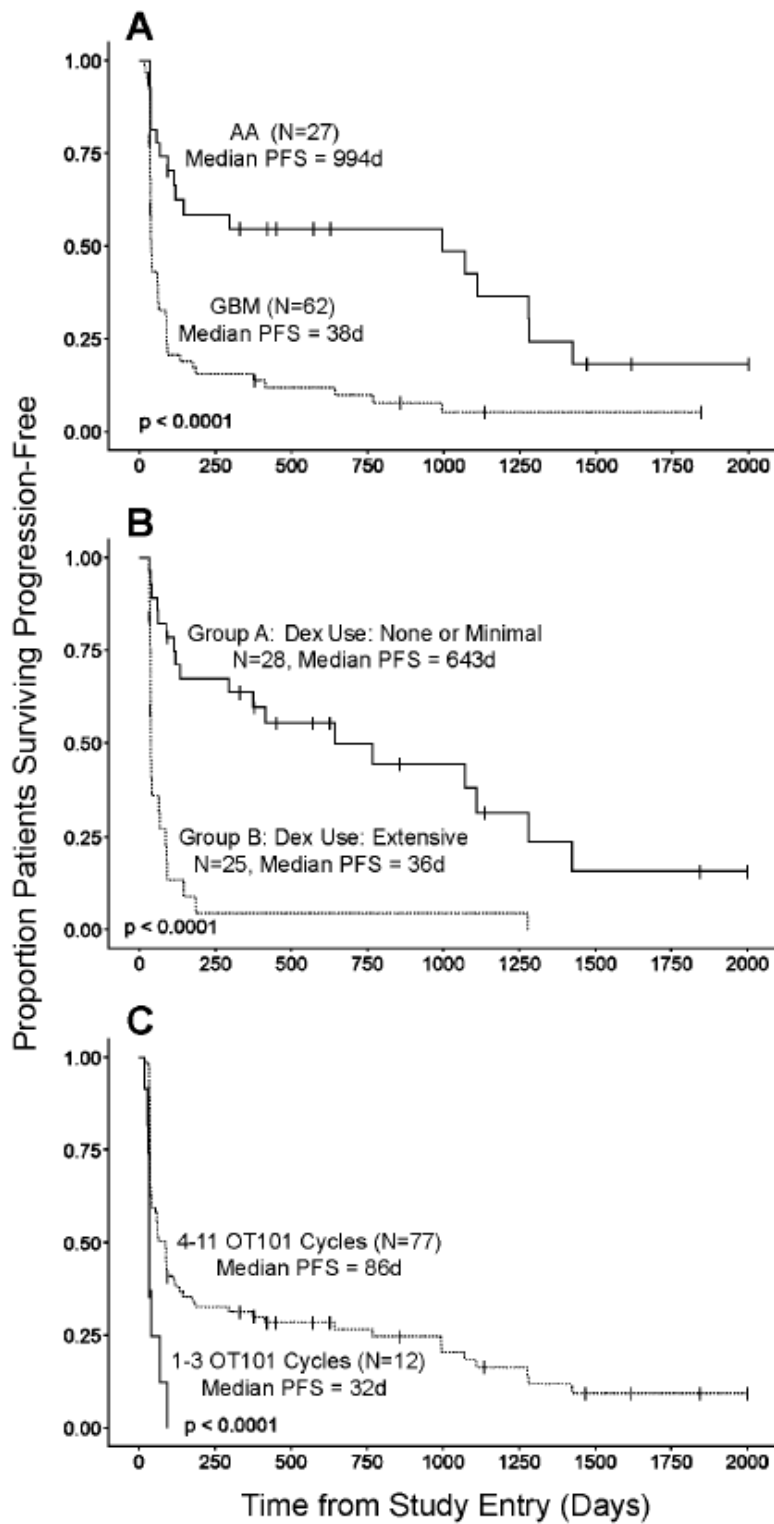 Proportion Patients Surviving Progression-Free
A
1.00
0.75
0.50
0.25
0.00
AA (N=27)
Median PFS = 994d
GBM (N=62)
Median PFS = 38d
p < 0.0001
0 250 500 750 1000 1250 1500 1750 2000
B
1.00
0.75
0.50
0.25
0.00
Group A: Dex Use: None or Minimal
N=28, Median PFS = 643d
Group B: Dex Use: Extensive
N=25, Median PFS = 36d
p < 0.0001
0 250 500 750 1000 1250 1500 1750 2000
C
1.00
0.75
0.50
0.25
0.00
4-11 OT101 Cycles (N=77)
Median PFS = 86d
1-3 OT101 Cycles (N=12)
Median PFS = 32d
p < 0.0001
0 250 500 750 1000 1250 1500 1750 2000
Time from Study Entry (Days)